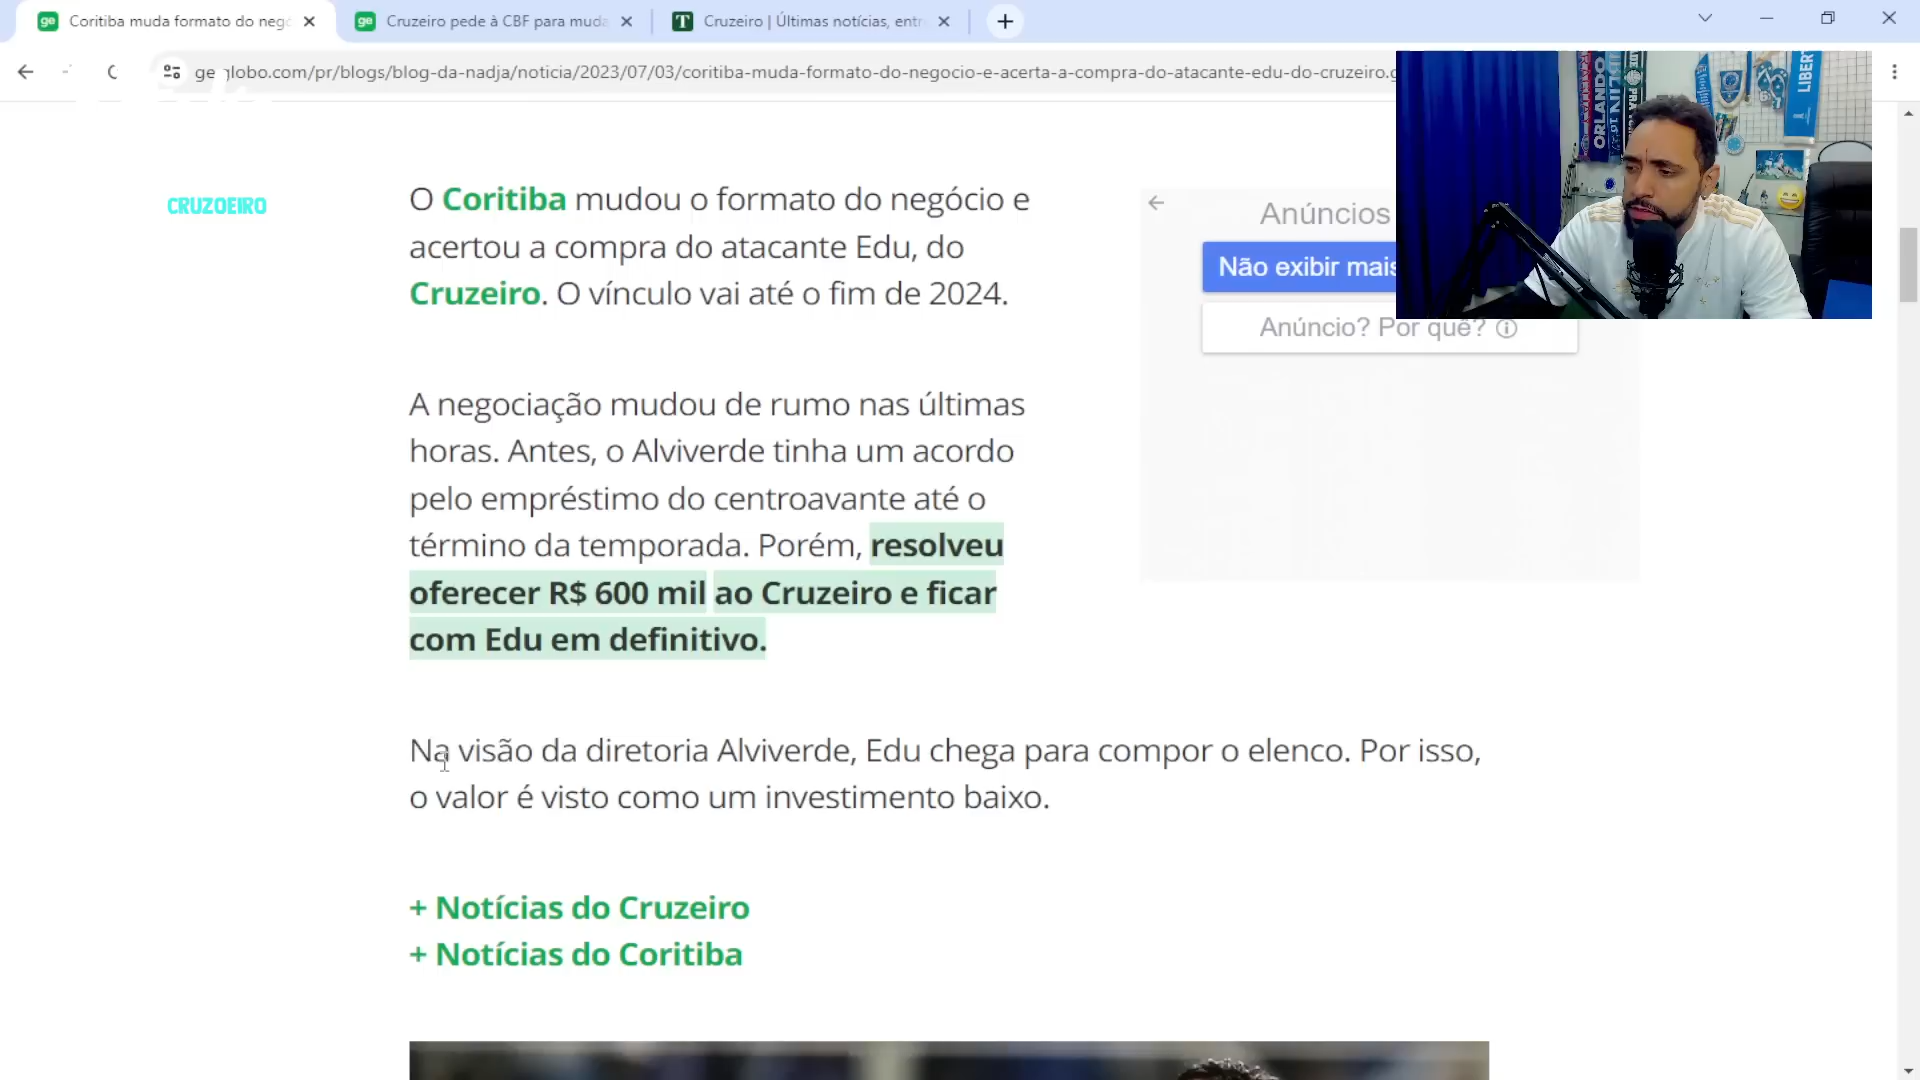 Coritiba muda formato do negó
Cruzeiro pede à CBF para muda
Cruzeiro | Últimas notícias, entr
globo.com/pr/blogs/blog-da-nadja/noticia/2023/07/03/coritiba-muda-formato-do-negocio-e-acerta-a-compra-do-atacante-edu-do-cruzeiro.g
CRUZOEIRO
O Coritiba mudou o formato do negócio e
acertou a compra do atacante Edu, do
Cruzeiro. O vínculo vai até o fim de 2024.
A negociação mudou de rumo nas últimas
horas. Antes, o Alviverde tinha um acordo
pelo empréstimo do centroavante até o
término da temporada. Porém, resolveu
oferecer R$ 600 mil ao Cruzeiro e ficar
com Edu em definitivo.
Na visão da diretoria Alviverde, Edu chega para compor o elenco. Por isso,
o valor é visto como um investimento baixo.
+ Notícias do Cruzeiro
+ Notícias do Coritiba
Anúncios
Não exibir mais
Anúncio? Por quê?
ORLANDO
LIBERT